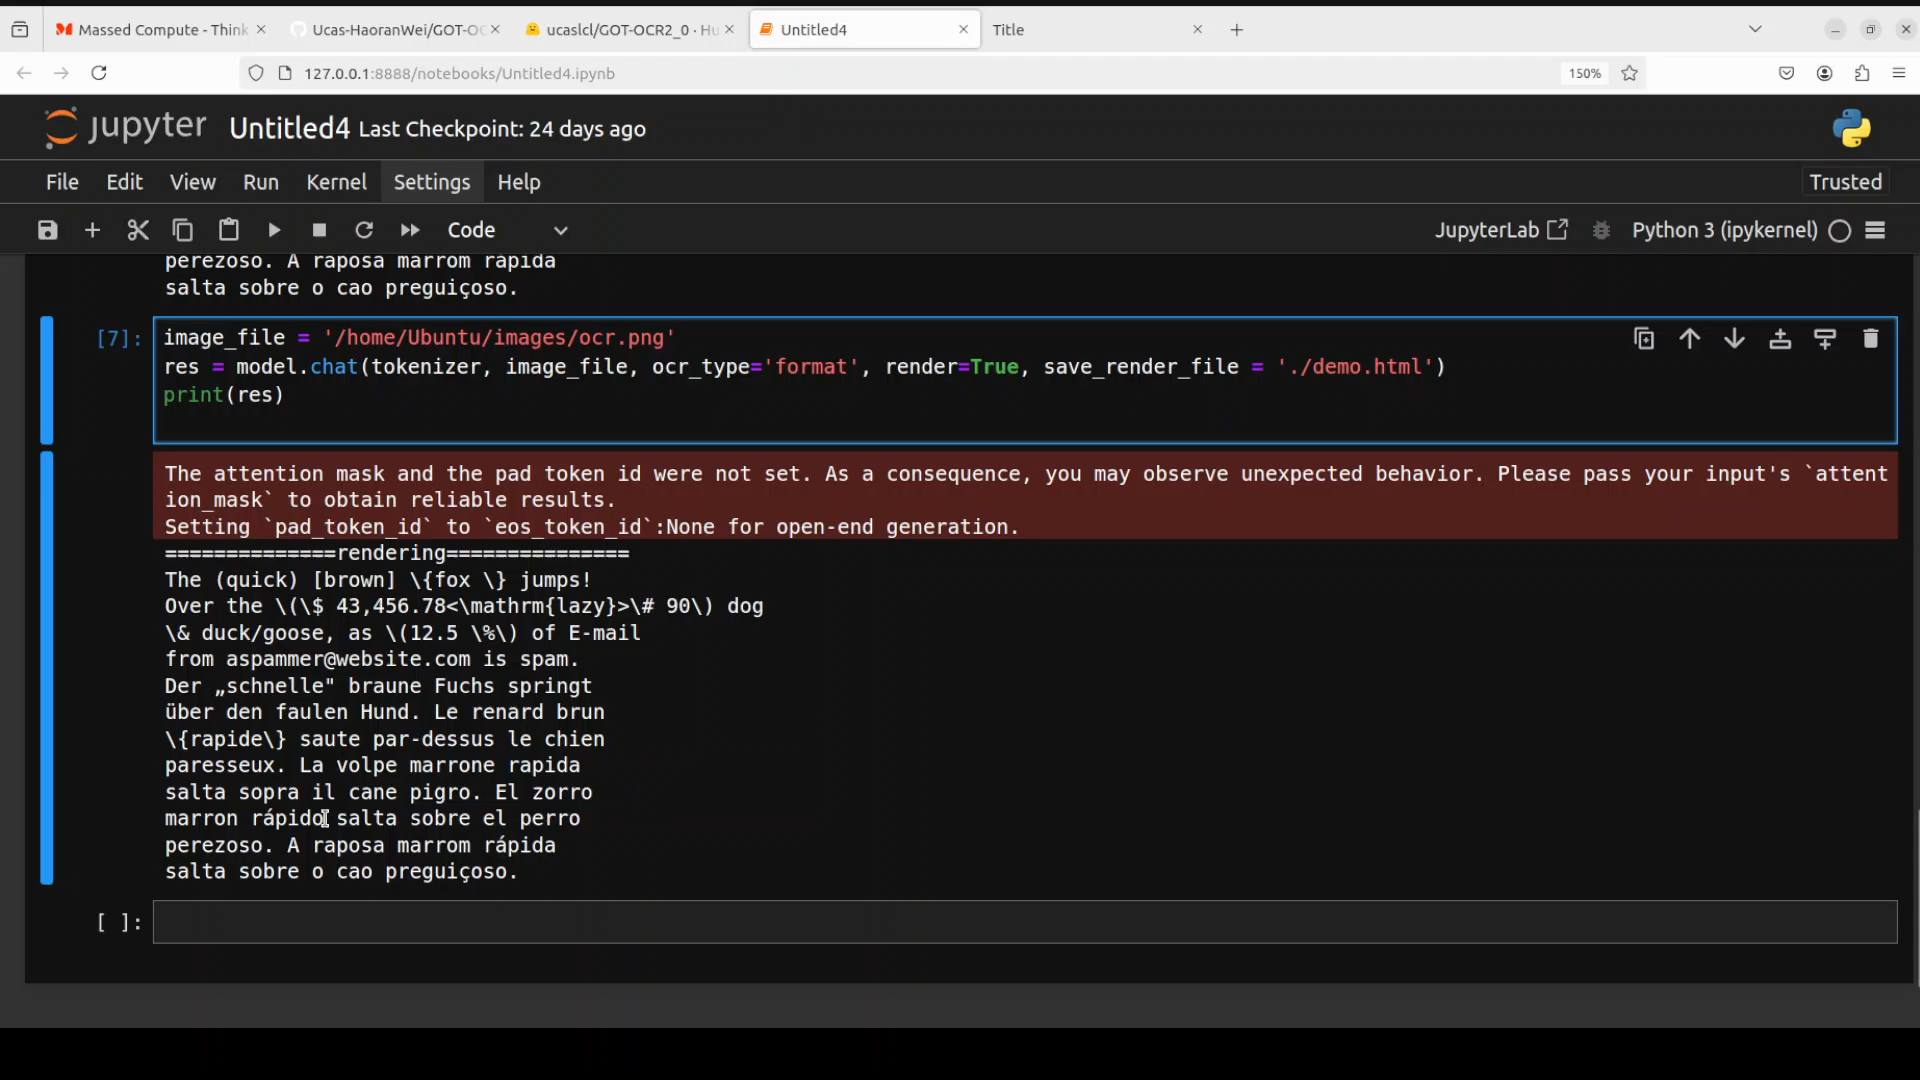 Massed Compute - Think
Ucas-HaoranWei/GOT-OC
ucaslcl/GOT-OCR2_0 · Hu
Untitled4
Title
127.0.0.1:8888/notebooks/Untitled4.ipynb
150%
jupyter
Untitled4 Last Checkpoint: 24 days ago
File Edit View Run Kernel Settings Help
Trusted
Code
JupyterLab
Python 3 (ipykernel)
perezoso. A raposa marrom rápida
salta sobre o cao preguiçoso.
[7]:
image_file = '/home/Ubuntu/images/ocr.png'
res = model.chat(tokenizer, image_file, ocr_type='format', render=True, save_render_file = './demo.html')
print(res)
The attention mask and the pad token id were not set. As a consequence, you may observe unexpected behavior. Please pass your input's `attent
ion_mask` to obtain reliable results.
Setting `pad_token_id` to `eos_token_id`:None for open-end generation.
==============rendering===============
The (quick) [brown] \{fox \} jumps!
Over the \(\$ 43,456.78<\mathrm{lazy}>\# 90\) dog
\& duck/goose, as \(12.5 \%\) of E-mail
from aspammer@website.com is spam.
Der „schnelle" braune Fuchs springt
über den faulen Hund. Le renard brun
\{rapide\} saute par-dessus le chien
paresseux. La volpe marrone rapida
salta sopra il cane pigro. El zorro
marron rápido salta sobre el perro
perezoso. A raposa marrom rápida
salta sobre o cao preguiçoso.
[ ]: